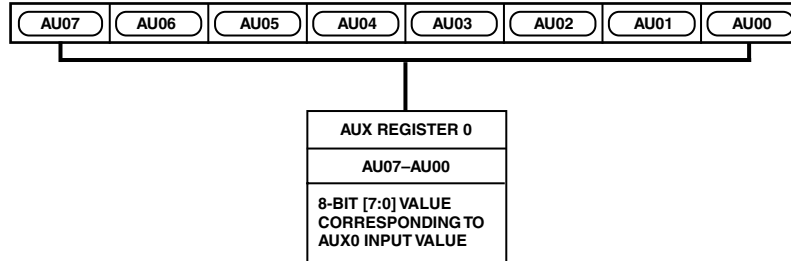 AU07 AU06 AU05 AU04 AU03 AU02 AU01 AU00
AUX REGISTER 0
AU07–AU00
8-BIT [7:0] VALUE
CORRESPONDING TO
AUX0 INPUT VALUE